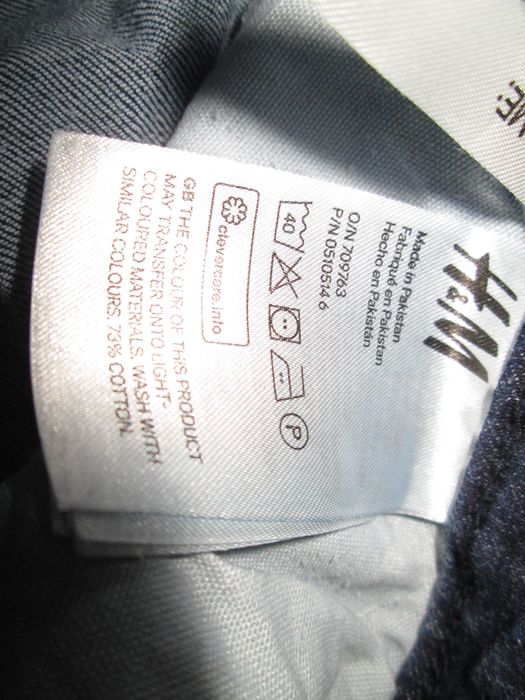 H&M
Made in Pakistan
Fabriqué en Pakistan
Hecho en Pakistán
O/N 709763
P/N 0510514 6
40
P
clevercare.info
GB THE COLOUR OF THIS PRODUCT
MAY TRANSFER ONTO LIGHT-
COLOURED MATERIALS. WASH WITH
SIMILAR COLOURS. 73% COTTON,